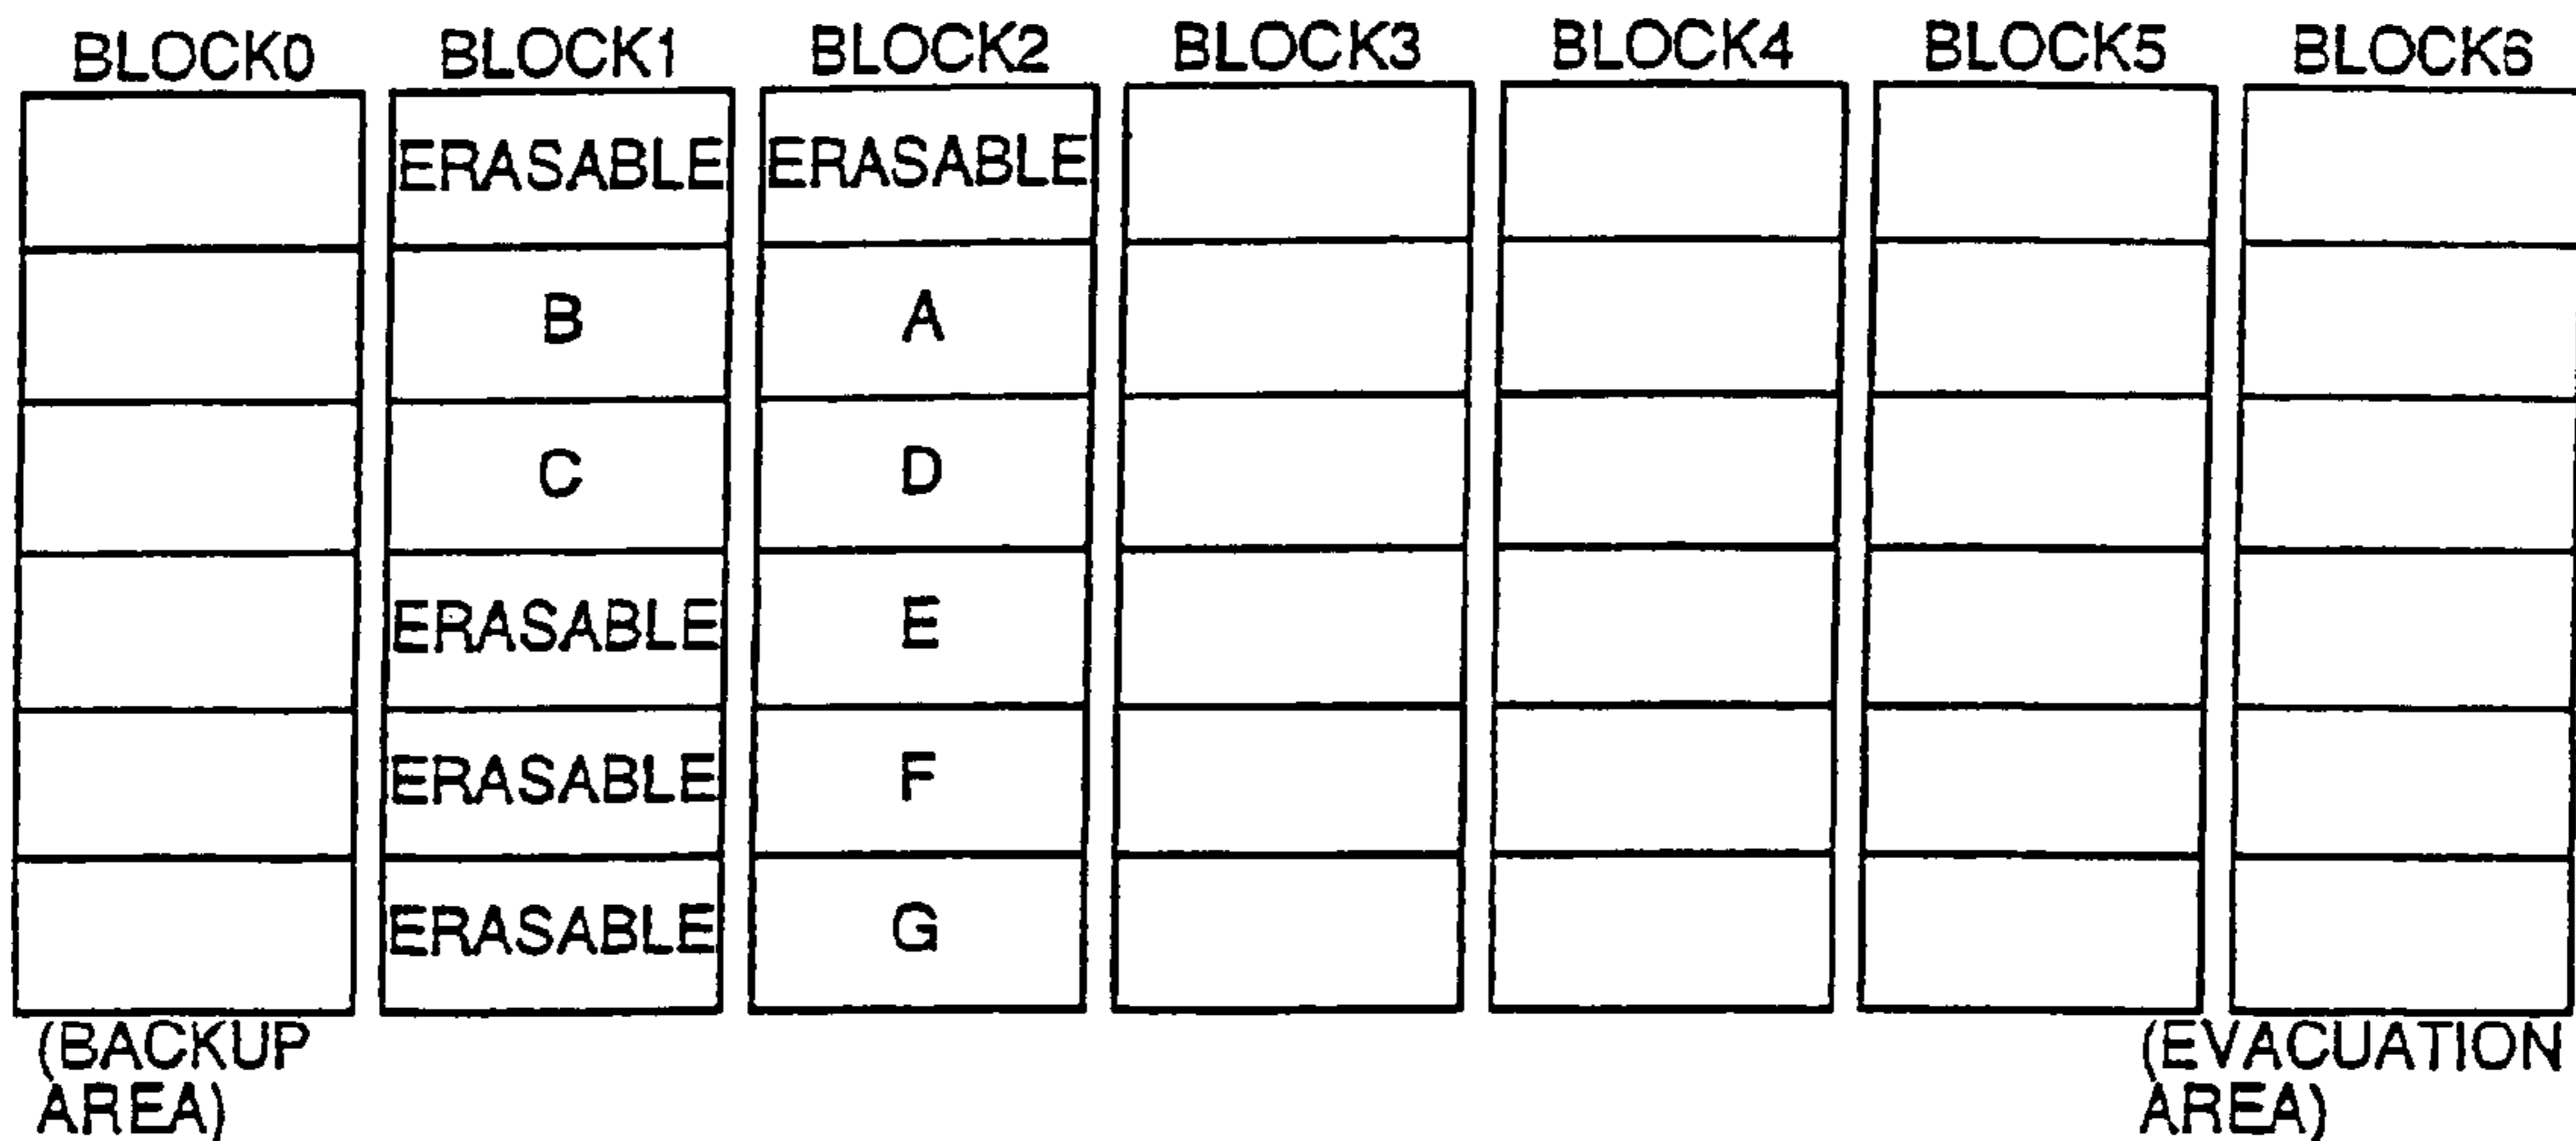 BLOCK0 BLOCK1 BLOCK2 BLOCK3 BLOCK4 BLOCK5 BLOCK6
ERASABLE ERASABLE
B A
C D
ERASABLE E
ERASABLE F
ERASABLE G
(BACKUP AREA)
(EVACUATION AREA)